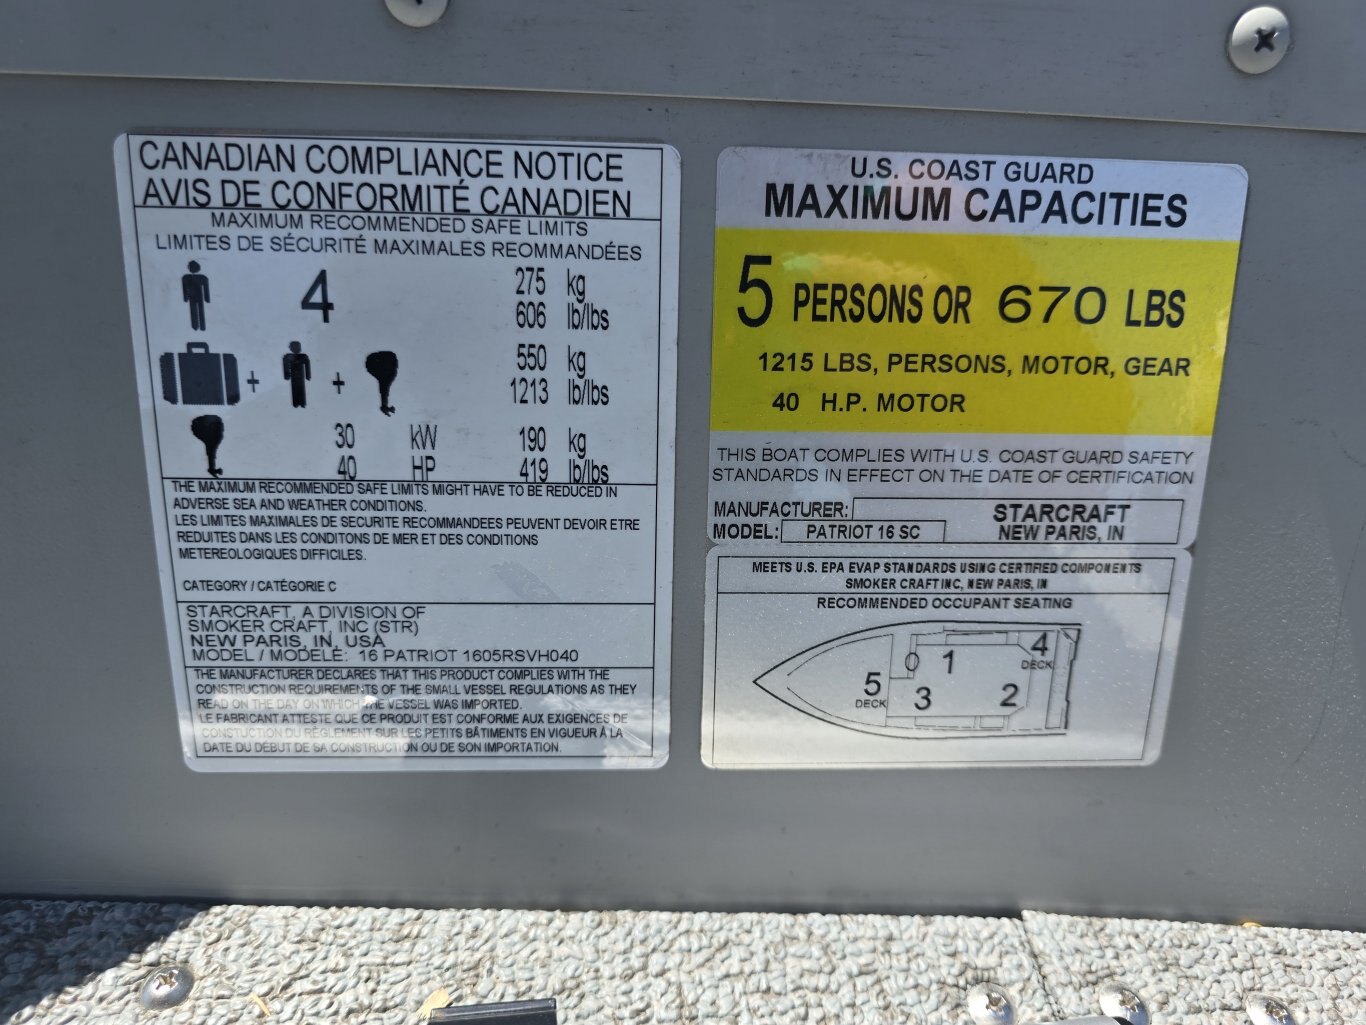 CANADIAN COMPLIANCE NOTICE
AVIS DE CONFORMITÉ CANADIEN
MAXIMUM RECOMMENDED SAFE LIMITS
LIMITES DE SÉCURITÉ MAXIMALES REOMMANDÉES
4 275 kg
606 lb/lbs
+ + 550 kg
1213 lb/lbs
30 kW 190 kg
40 HP 419 lb/lbs
THE MAXIMUM RECOMMENDED SAFE LIMITS MIGHT HAVE TO BE REDUCED IN
ADVERSE SEA AND WEATHER CONDITIONS.
LES LIMITES MAXIMALES DE SECURITE RECOMMANDEES PEUVENT DEVOIR ETRE
REDUITES DANS LES CONDITONS DE MER ET DES CONDITIONS
METEREOLOGIQUES DIFFICILES.
CATEGORY / CATÉGORIE C
STARCRAFT, A DIVISION OF
SMOKER CRAFT, INC (STR)
NEW PARIS, IN, USA
MODEL / MODÈLE: 16 PATRIOT 1605RSVH040
THE MANUFACTURER DECLARES THAT THIS PRODUCT COMPLIES WITH THE
CONSTRUCTION REQUIREMENTS OF THE SMALL VESSEL REGULATIONS AS THEY
READ ON THE DAY ON WHICH THE VESSEL WAS IMPORTED.
LE FABRICANT ATTESTE QUE CE PRODUIT EST CONFORME AUX EXIGENCES DE
CONSTUCTION DU RÈGLEMENT SUR LES PETITS BÂTIMENTS EN VIGUEUR À LA
DATE DU DÉBUT DE SA CONSTRUCTION OU DE SON IMPORTATION.
U.S. COAST GUARD
MAXIMUM CAPACITIES
5 PERSONS OR 670 LBS
1215 LBS, PERSONS, MOTOR, GEAR
40 H.P. MOTOR
THIS BOAT COMPLIES WITH U.S. COAST GUARD SAFETY
STANDARDS IN EFFECT ON THE DATE OF CERTIFICATION
MANUFACTURER: STARCRAFT
MODEL: PATRIOT 16 SC NEW PARIS, IN
MEETS U.S. EPA EVAP STANDARDS USING CERTIFIED COMPONENTS
SMOKER CRAFT INC, NEW PARIS, IN
RECOMMENDED OCCUPANT SEATING
4
DECK
1
5
DECK
3
2